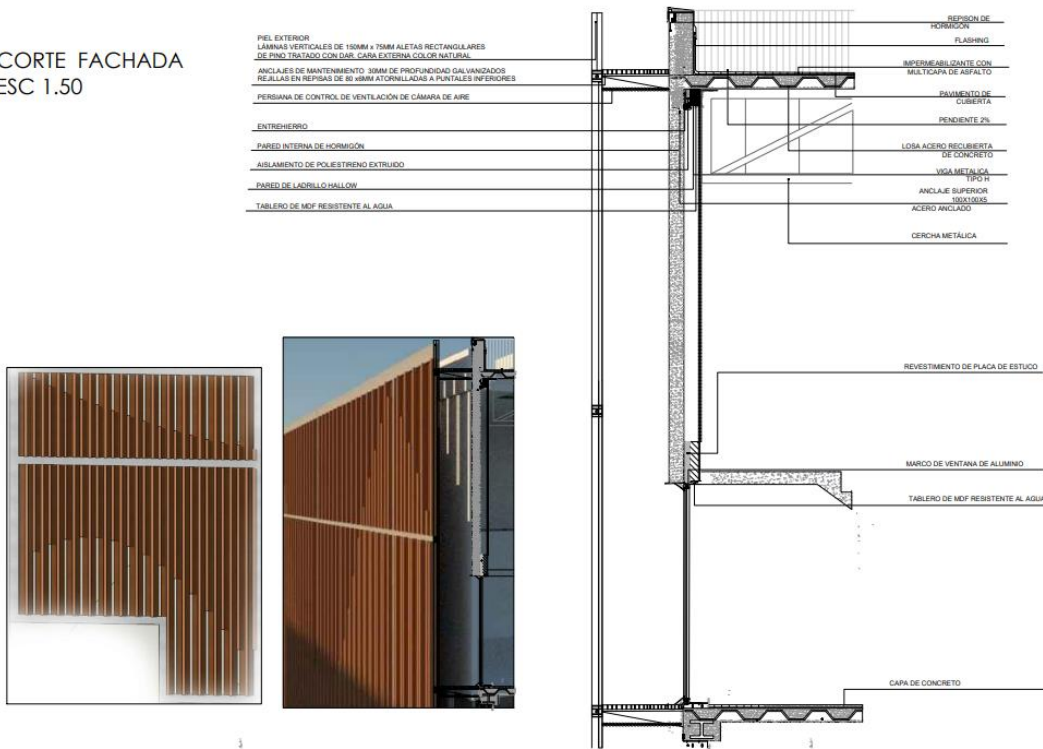 CORTE FACHADA
ESC 1.50
PIEL EXTERIOR
LÁMINAS VERTICALES DE 150MM x 75MM ALETAS RECTANGULARES
DE PINO TRATADO CON DAR. CARA EXTERNA COLOR NATURAL
ANCLAJES DE MANTENIMIENTO 30MM DE PROFUNDIDAD GALVANIZADOS
REJILLAS EN REPISAS DE 80 x8MM ATORNILLADAS A PUNTALES INFERIORES
PERSIANA DE CONTROL DE VENTILACIÓN DE CÁMARA DE AIRE
ENTREHIERRO
PARED INTERNA DE HORMIGÓN
AISLAMIENTO DE POLIESTIRENO EXTRUIDO
PARED DE LADRILLO HALLOW
TABLERO DE MDF RESISTENTE AL AGUA
REPISON DE
HORMIGÓN
FLASHING
IMPERMEABILIZANTE CON
MULTICAPA DE ASFALTO
PAVIMENTO DE
CUBIERTA
PENDIENTE 2%
LOSA ACERO RECUBIERTA
DE CONCRETO
VIGA METALICA
TIPO H
ANCLAJE SUPERIOR
100X100X5
ACERO ANCLADO
CERCHA METÁLICA
REVESTIMIENTO DE PLACA DE ESTUCO
MARCO DE VENTANA DE ALUMINIO
TABLERO DE MDF RESISTENTE AL AGUA
CAPA DE CONCRETO